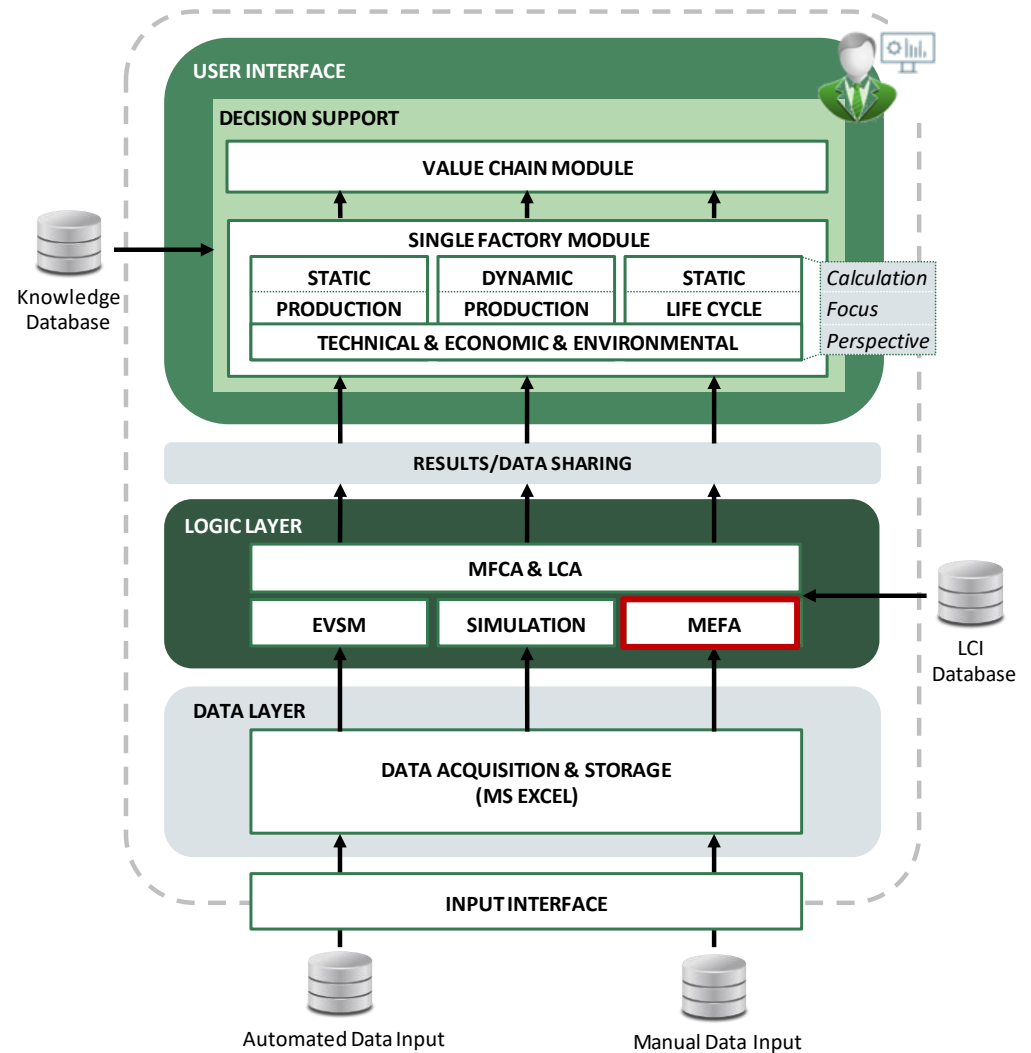 USER INTERFACE
DECISION SUPPORT
VALUE CHAIN MODULE
SINGLE FACTORY MODULE
STATIC
PRODUCTION
DYNAMIC
PRODUCTION
STATIC
LIFE CYCLE
TECHNICAL & ECONOMIC & ENVIRONMENTAL
Calculation
Focus
Perspective
Knowledge
Database
RESULTS/DATA SHARING
LOGIC LAYER
MFCA & LCA
EVSM
SIMULATION
MEFA
LCI
Database
DATA LAYER
DATA ACQUISITION & STORAGE
(MS EXCEL)
INPUT INTERFACE
Automated Data Input
Manual Data Input